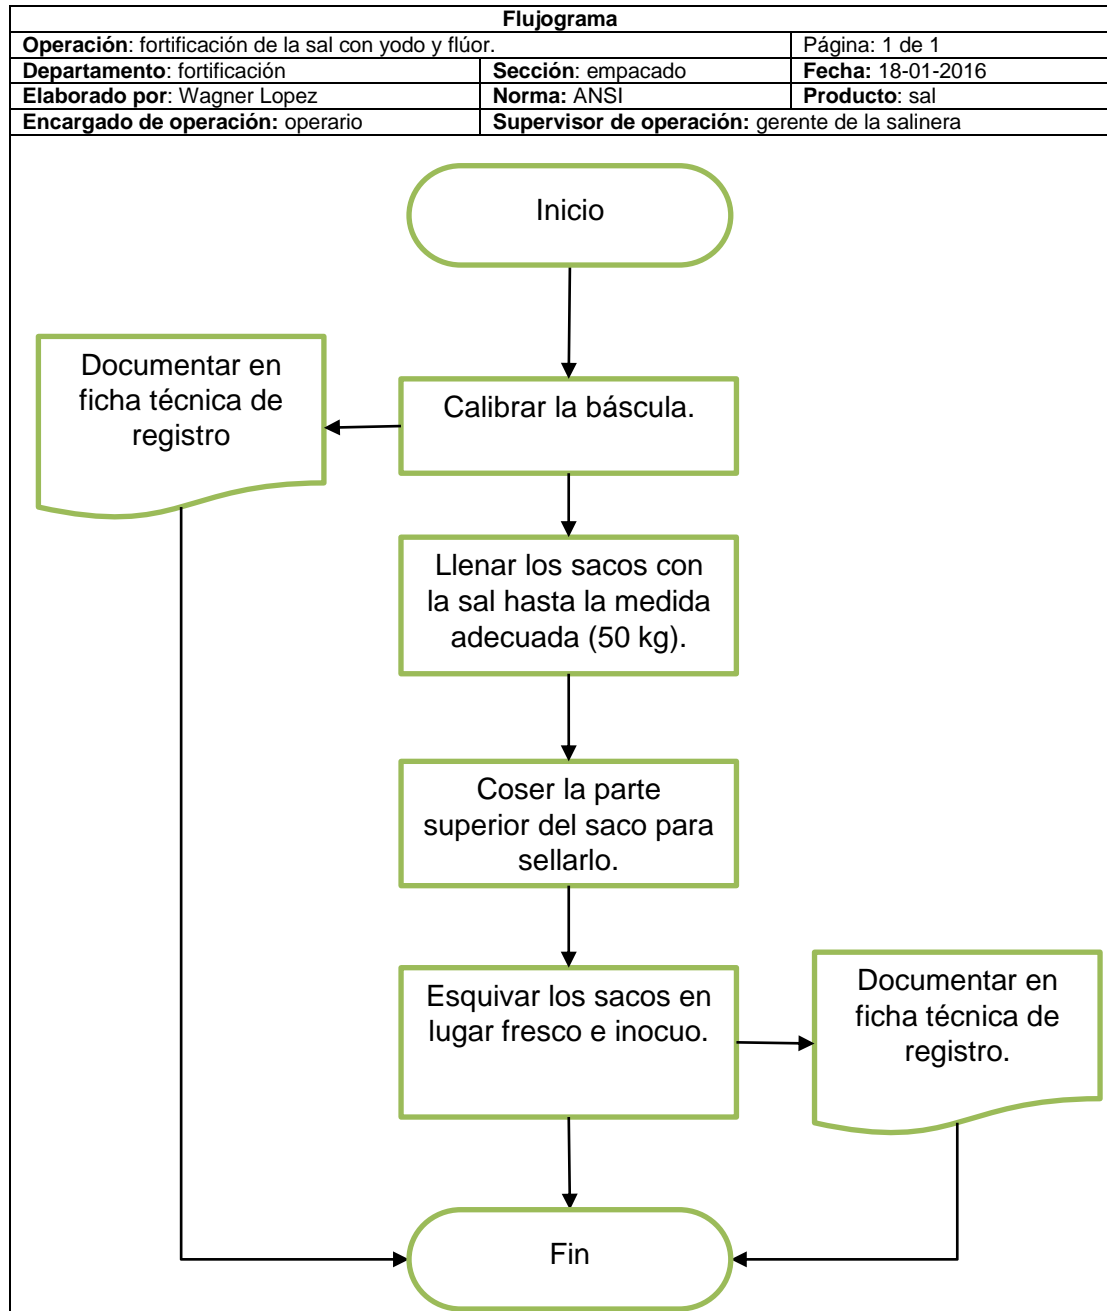 Flujograma
Operación: fortificación de la sal con yodo y flúor. Página: 1 de 1
Departamento: fortificación Sección: empacado Fecha: 18-01-2016
Elaborado por: Wagner Lopez Norma: ANSI Producto: sal
Encargado de operación: operario Supervisor de operación: gerente de la salinera
Inicio
Documentar en
ficha técnica de
registro
Calibrar la báscula.
Llenar los sacos con
la sal hasta la medida
adecuada (50 kg).
Coser la parte
superior del saco para
sellarlo.
Esquivar los sacos en
lugar fresco e inocuo.
Documentar en
ficha técnica de
registro.
Fin